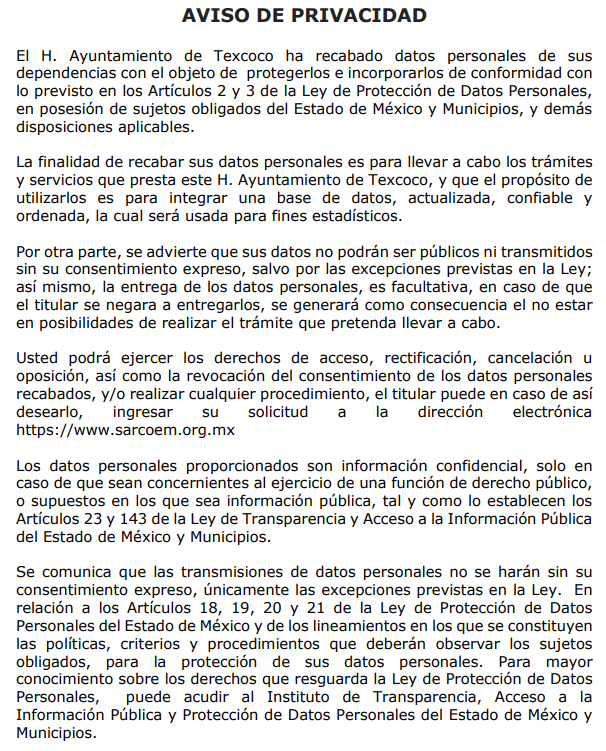 AVISO DE PRIVACIDAD
El H. Ayuntamiento de Texcoco ha recabado datos personales de sus
dependencias con el objeto de protegerlos e incorporarlos de conformidad con
lo previsto en los Artículos 2 y 3 de la Ley de Protección de Datos Personales,
en posesión de sujetos obligados del Estado de México y Municipios, y demás
disposiciones aplicables.
La finalidad de recabar sus datos personales es para llevar a cabo los trámites
y servicios que presta este H. Ayuntamiento de Texcoco, y que el propósito de
utilizarlos es para integrar una base de datos, actualizada, confiable y
ordenada, la cual será usada para fines estadísticos.
Por otra parte, se advierte que sus datos no podrán ser públicos ni transmitidos
sin su consentimiento expreso, salvo por las excepciones previstas en la Ley;
así mismo, la entrega de los datos personales, es facultativa, en caso de que
el titular se negara a entregarlos, se generará como consecuencia el no estar
en posibilidades de realizar el trámite que pretenda llevar a cabo.
Usted podrá ejercer los derechos de acceso, rectificación, cancelación u
oposición, así como la revocación del consentimiento de los datos personales
recabados, y/o realizar cualquier procedimiento, el titular puede en caso de así
desearlo, ingresar su solicitud a la dirección electrónica
https://www.sarcoem.org.mx
Los datos personales proporcionados son información confidencial, solo en
caso de que sean concernientes al ejercicio de una función de derecho público,
o supuestos en los que sea información pública, tal y como lo establecen los
Artículos 23 y 143 de la Ley de Transparencia y Acceso a la Información Pública
del Estado de México y Municipios.
Se comunica que las transmisiones de datos personales no se harán sin su
consentimiento expreso, únicamente las excepciones previstas en la Ley. En
relación a los Artículos 18, 19, 20 y 21 de la Ley de Protección de Datos
Personales del Estado de México y de los lineamientos en los que se constituyen
las políticas, criterios y procedimientos que deberán observar los sujetos
obligados, para la protección de sus datos personales. Para mayor
conocimiento sobre los derechos que resguarda la Ley de Protección de Datos
Personales, puede acudir al Instituto de Transparencia, Acceso a la
Información Pública y Protección de Datos Personales del Estado de México y
Municipios.